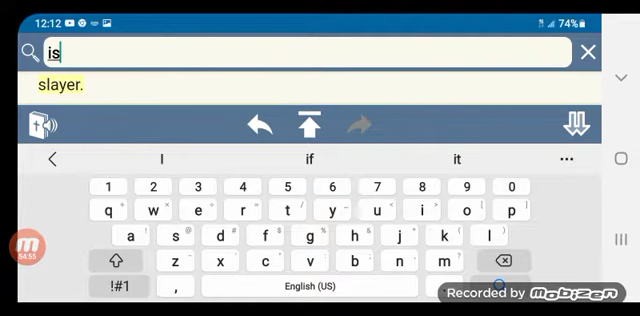 12:12 74%
is
slayer.
I if it
1 2 3 4 5 6 7 8 9 0
q w e r t y u i o p
a s d f g h j k l
z x c v b n m
!#1 , English (US)
54:55
Recorded by mobizen